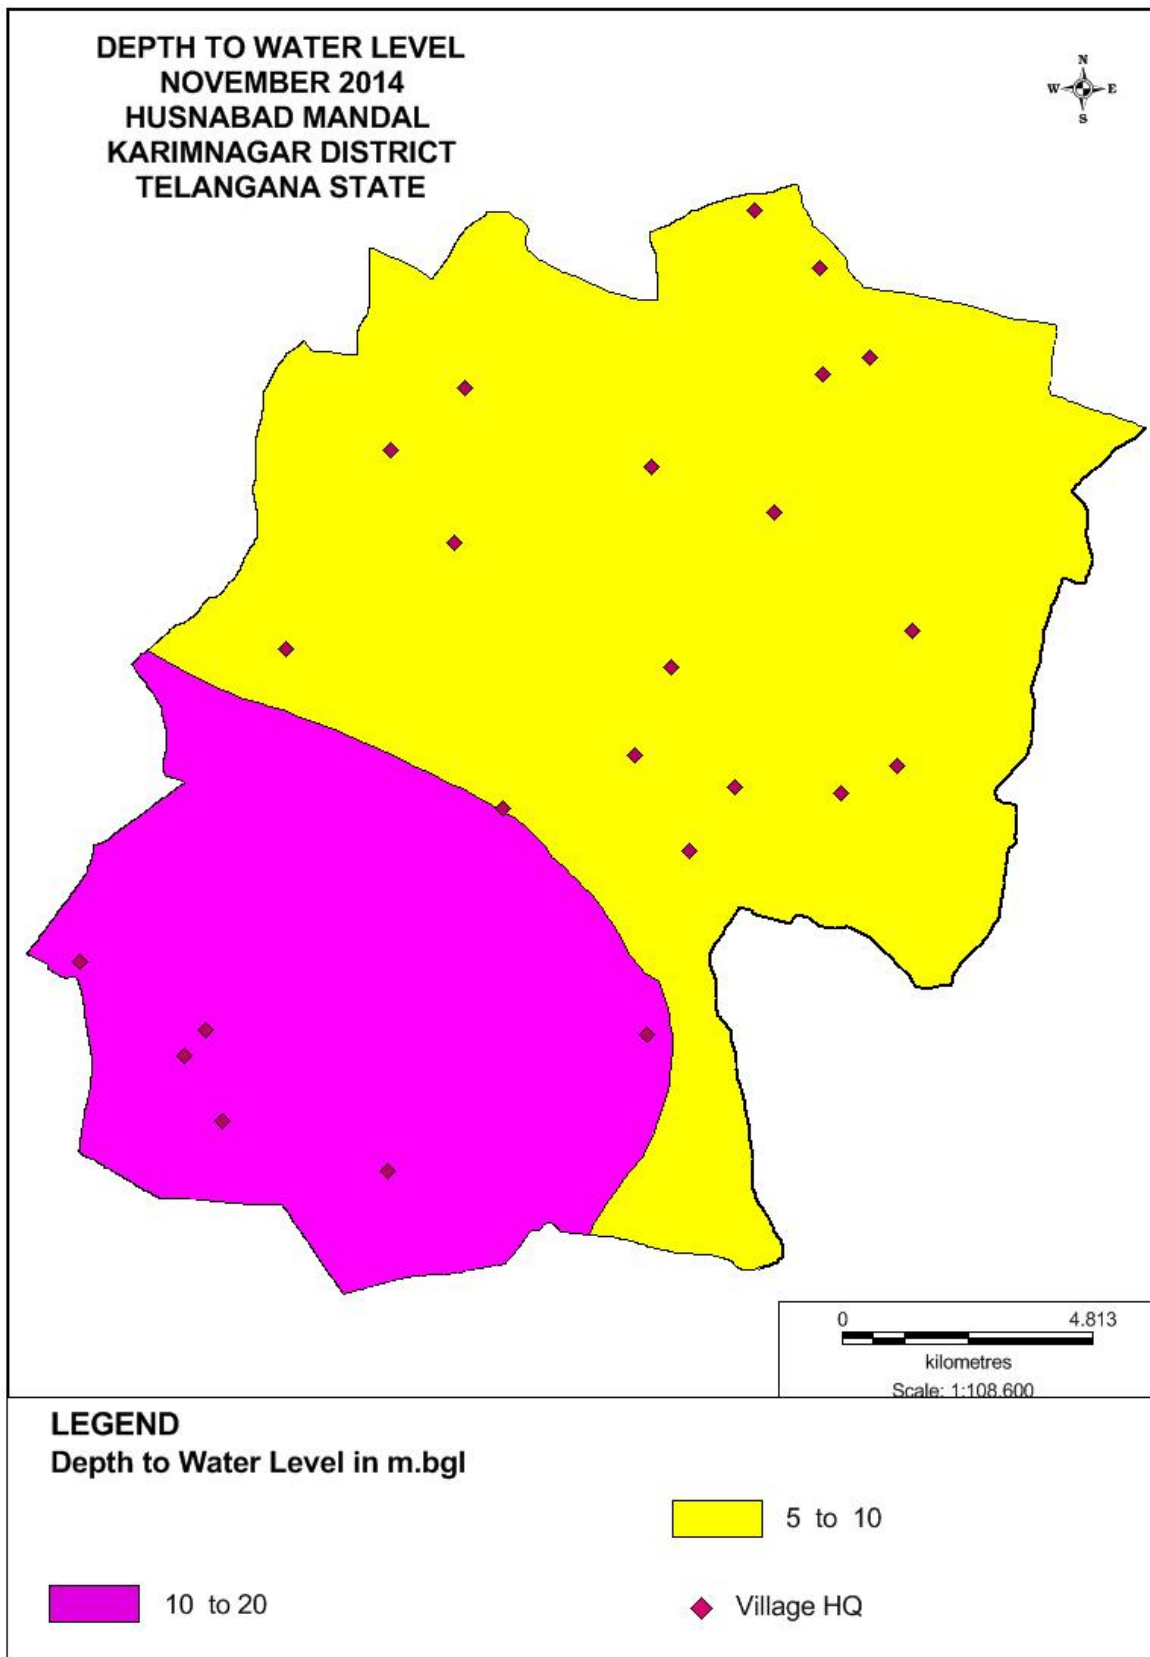 DEPTH TO WATER LEVEL
NOVEMBER 2014
HUSNABAD MANDAL
KARIMNAGAR DISTRICT
TELANGANA STATE
N
W E
S
0 4.813
kilometres
Scale: 1:108,600
LEGEND
Depth to Water Level in m.bgl
5 to 10
10 to 20
Village HQ